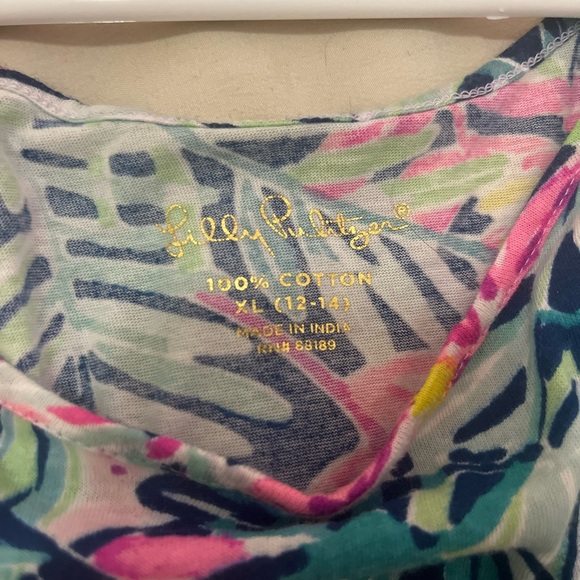 Lilly Pulitzer®
100% COTTON
XL (12-14)
MADE IN INDIA
RN# 88189